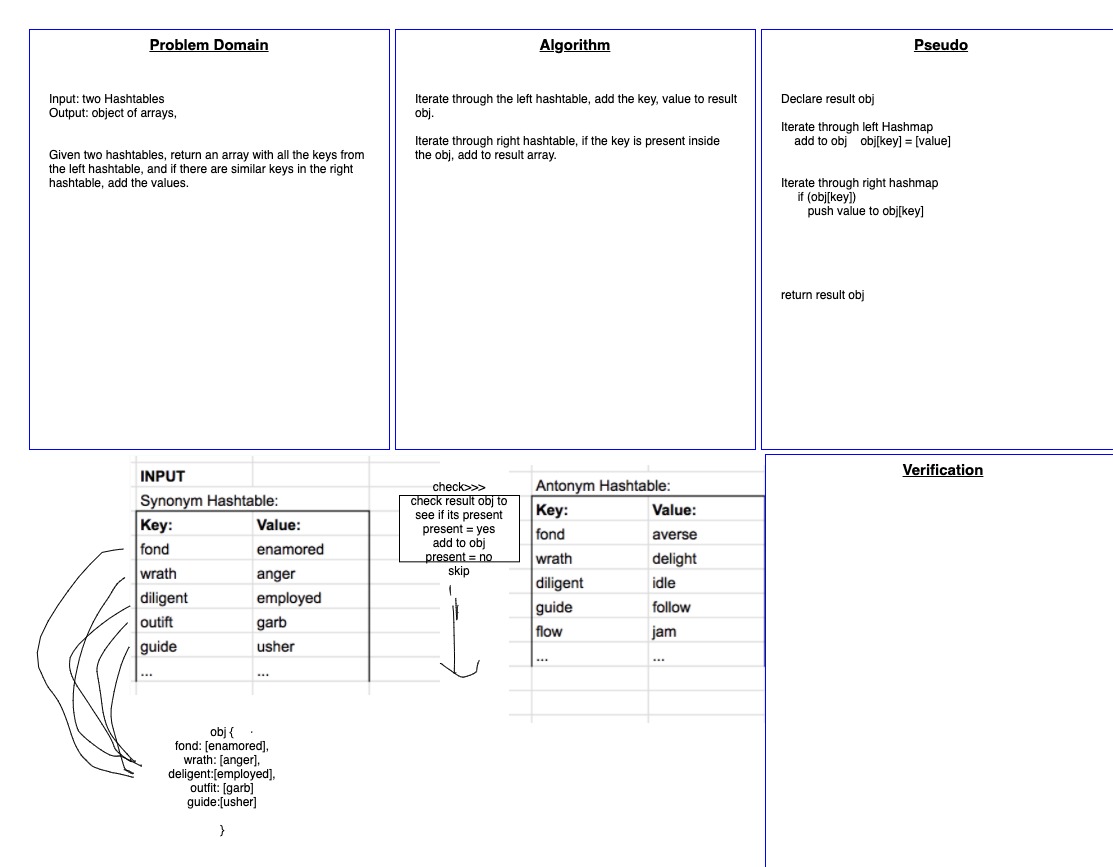 Problem Domain
Input: two Hashtables
Output: object of arrays,
Given two hashtables, return an array with all the keys from
the left hashtable, and if there are similar keys in the right
hashtable, add the values.
Algorithm
Iterate through the left hashtable, add the key, value to result
obj.
Iterate through right hashtable, if the key is present inside
the obj, add to result array.
Pseudo
Declare result obj
Iterate through left Hashmap
add to obj obj[key] = [value]
Iterate through right hashmap
if (obj[key])
push value to obj[key]
return result obj
INPUT
Synonym Hashtable:
Key: Value:
fond enamored
wrath anger
diligent employed
outift garb
guide usher
... ...
check>>>
check result obj to
see if its present
present = yes
add to obj
present = no
skip
Antonym Hashtable:
Key: Value:
fond averse
wrath delight
diligent idle
guide follow
flow jam
... ...
Verification
obj {
fond: [enamored],
wrath: [anger],
deligent:[employed],
outfit: [garb]
guide:[usher]
}